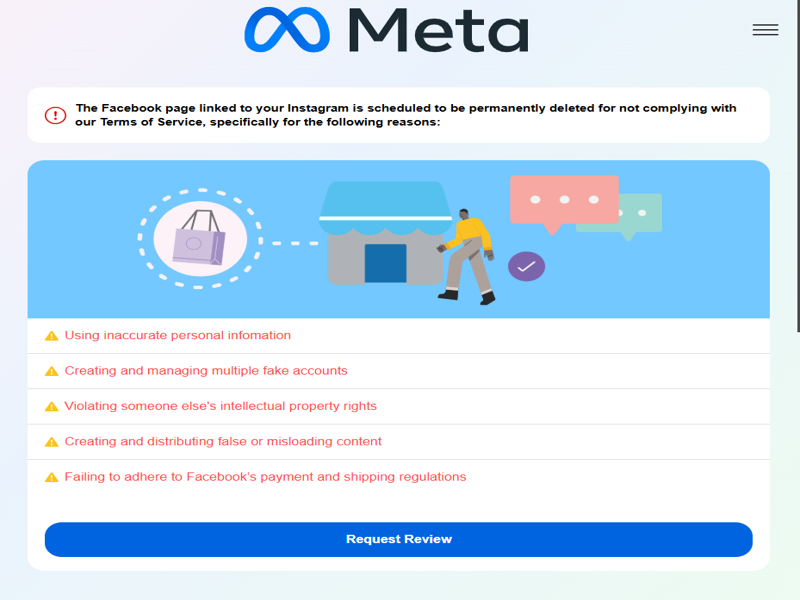 Meta
The Facebook page linked to your Instagram is scheduled to be permanently deleted for not complying with
our Terms of Service, specifically for the following reasons:
Using inaccurate personal infomation
Creating and managing multiple fake accounts
Violating someone else's intellectual property rights
Creating and distributing false or misloading content
Failing to adhere to Facebook's payment and shipping regulations
Request Review